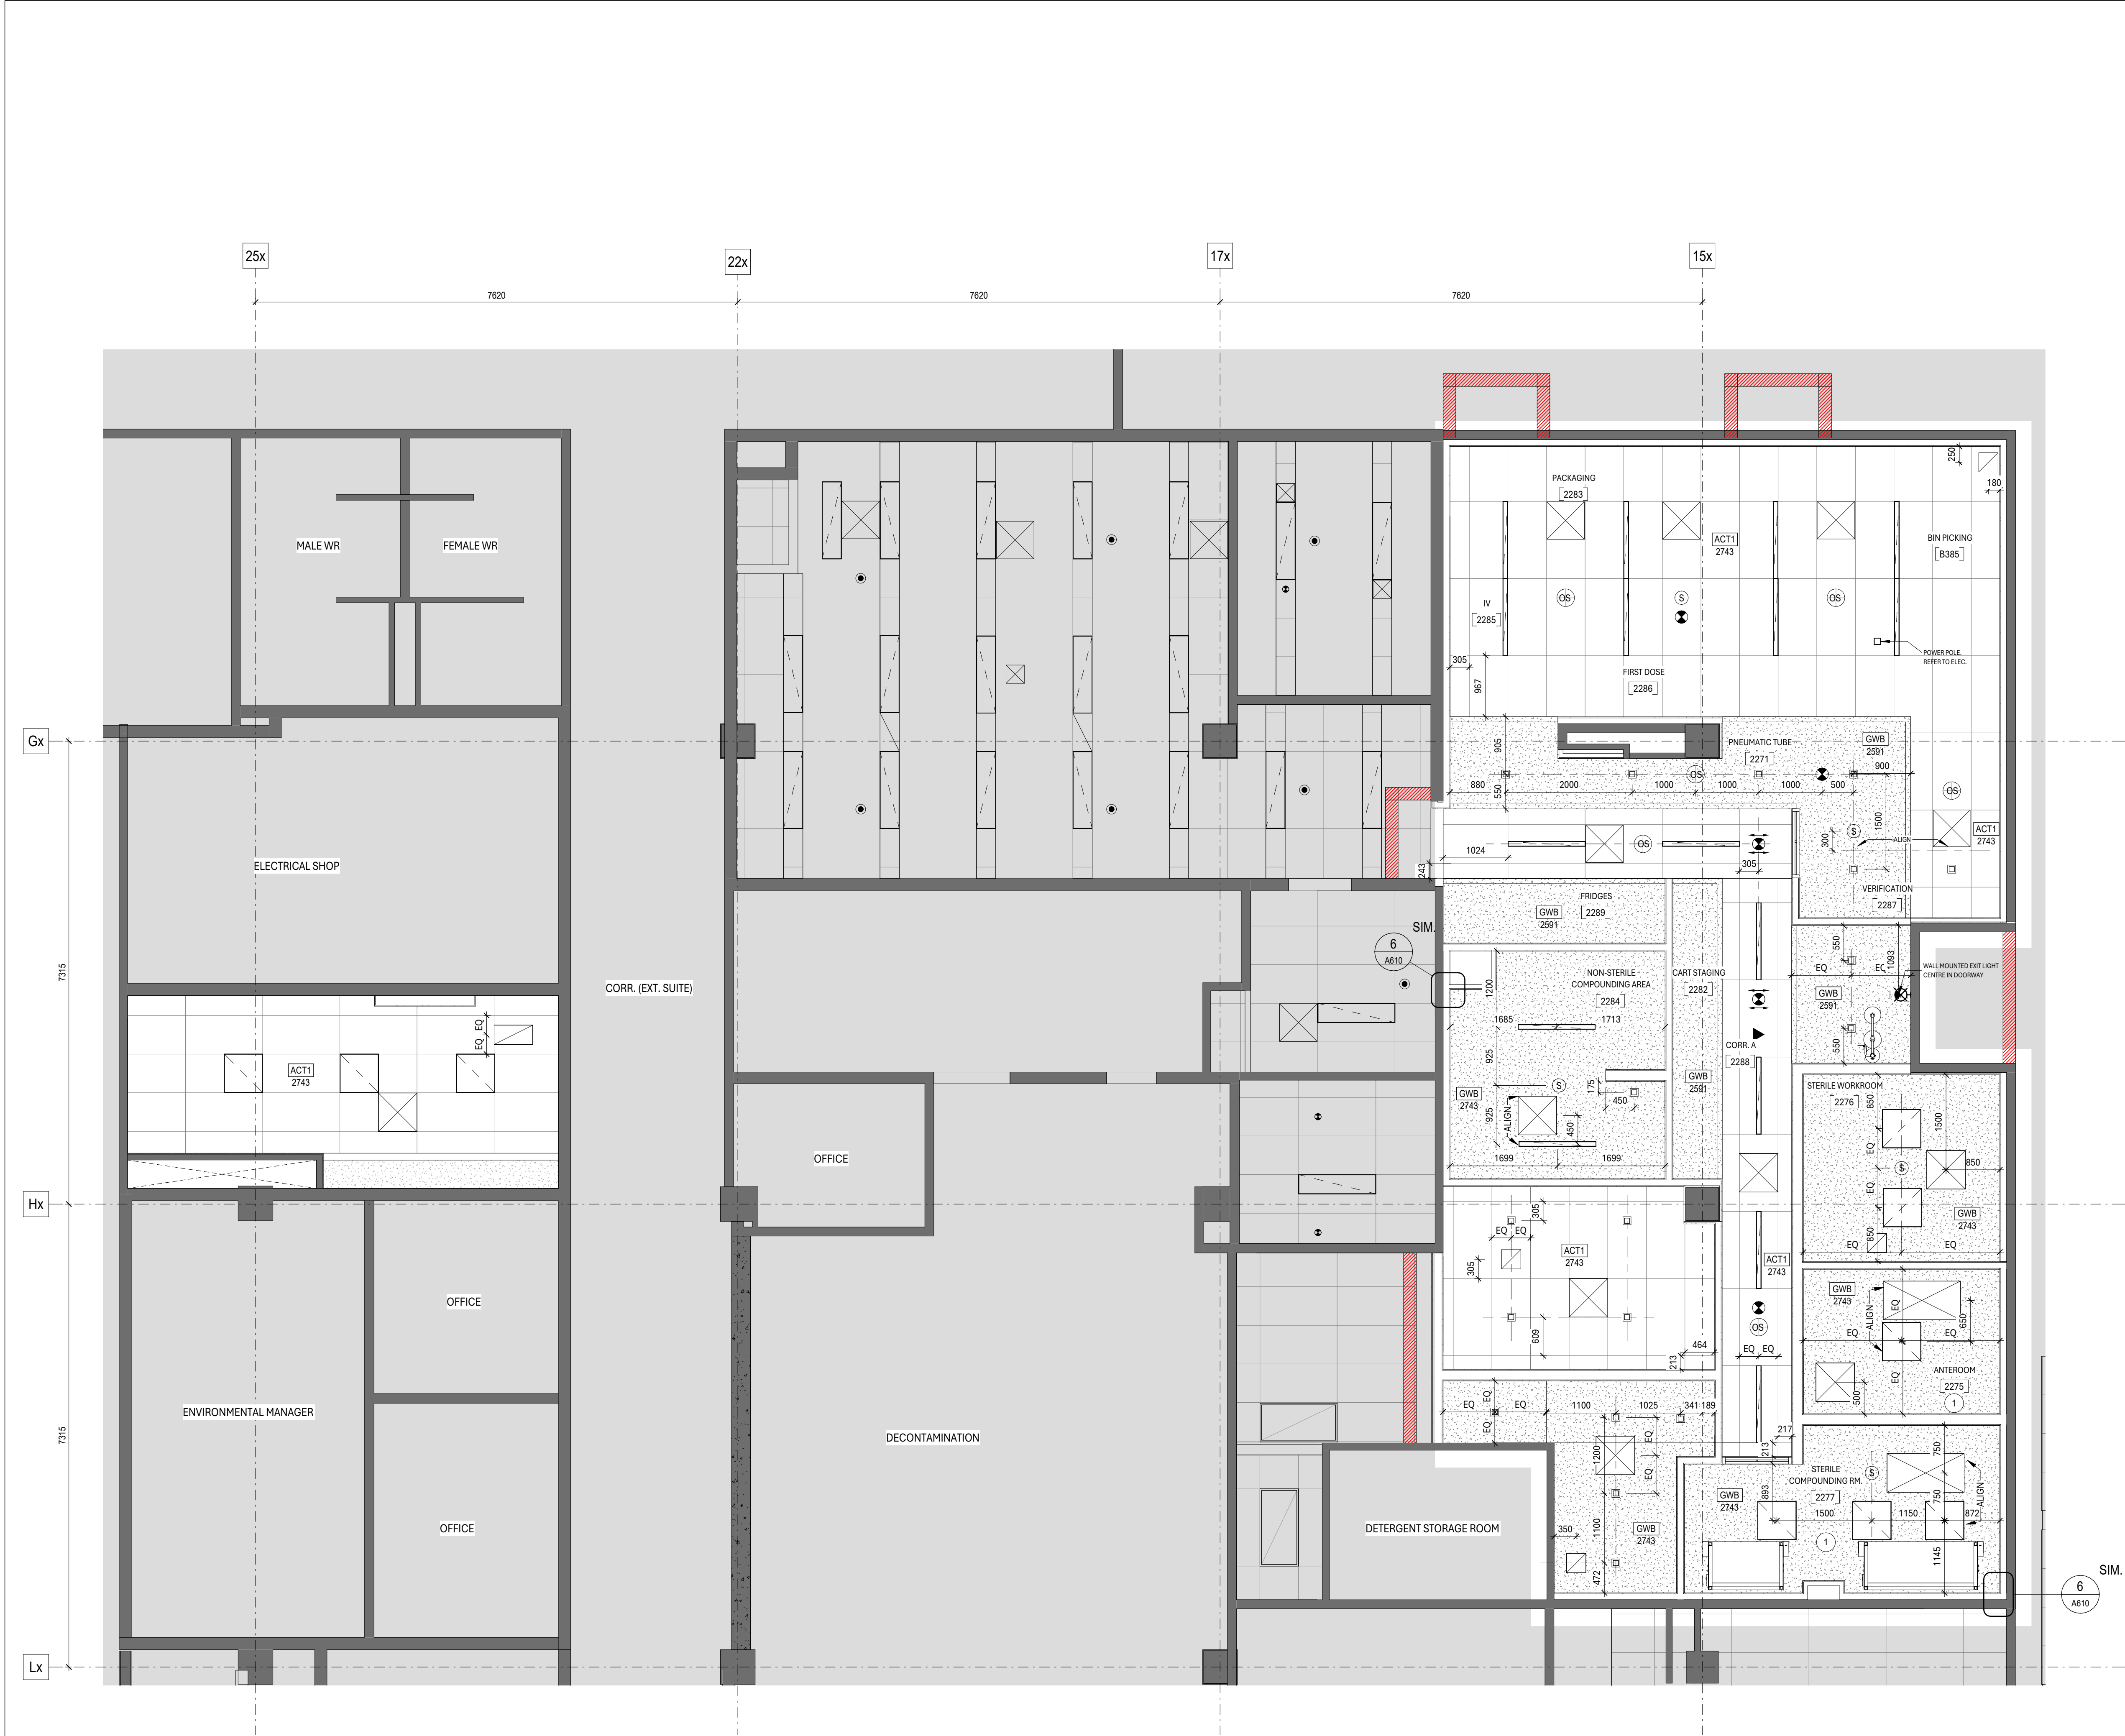 25x
22x
17x
15x
7620
7620
7620
PACKAGING
2283
250
180
ACT1
2743
BIN PICKING
B385
MALE WR
FEMALE WR
IV
2285
OS
S
OS
POWER POLE.
REFER TO ELEC.
305
967
FIRST DOSE
2286
Gx
905
PNEUMATIC TUBE
2271
GWB
2591
OS
900
880
550
2000
1000
1000
1000
500
OS
1500
300
S
ALIGN
ACT1
2743
1024
OS
305
243
ELECTRICAL SHOP
VERIFICATION
2287
FRIDGES
2289
GWB
2591
SIM.
6
A610
7315
CORR. (EXT. SUITE)
NON-STERILE
COMPOUNDING AREA
2284
CART STAGING
2282
1200
550
EQ
EQ
1093
WALL MOUNTED EXIT LIGHT
CENTRE IN DOORWAY
GWB
2591
1685
1713
EQ
EQ
ACT1
2743
CORR. A
2288
550
925
175
S
450
GWB
2743
GWB
2591
STERILE WORKROOM
2276
850
1500
ALIGN
925
450
EQ
S
850
1699
1699
OFFICE
EQ
Hx
305
EQ
EQ
850
GWB
2743
EQ
EQ
ACT1
2743
ACT1
2743
305
OFFICE
GWB
2743
ALIGN
EQ
650
609
OS
EQ
EQ
464
213
EQ
EQ
ANTEROOM
2275
1
EQ
500
ENVIRONMENTAL MANAGER
EQ
EQ
EQ
EQ
1100
1025
341
189
7315
DECONTAMINATION
EQ
EQ
1200
217
213
750
STERILE
COMPOUNDING RM.
2277
S
893
GWB
2743
750
ALIGN
1500
1150
872
OFFICE
DETERGENT STORAGE ROOM
350
1100
GWB
2743
1
1145
472
SIM.
6
A610
Lx